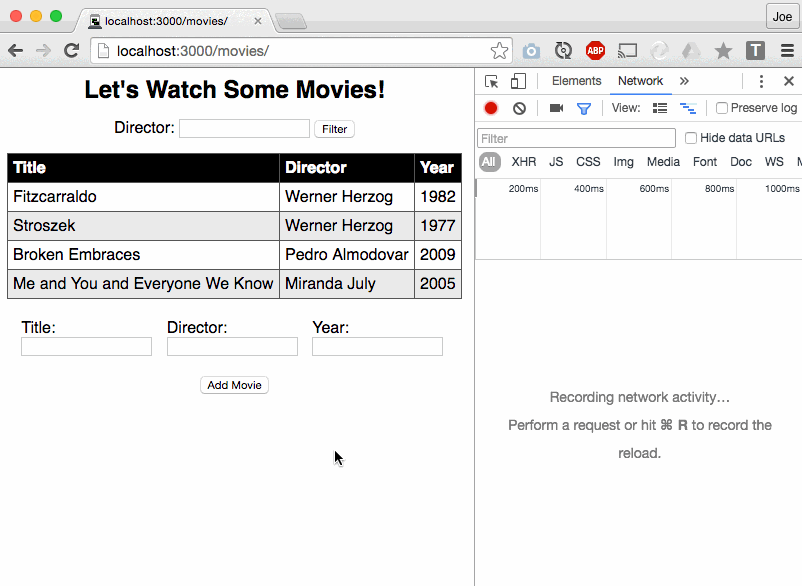 localhost:3000/movies/
Joe
localhost:3000/movies/
ABP
T
Let's Watch Some Movies!
Director: Filter
Title Director Year
Fitzcarraldo Werner Herzog 1982
Stroszek Werner Herzog 1977
Broken Embraces Pedro Almodovar 2009
Me and You and Everyone We Know Miranda July 2005
Title: Director: Year:
Add Movie
Elements Network »
View: Preserve log
Filter Hide data URLs
All XHR JS CSS Img Media Font Doc WS
200ms 400ms 600ms 800ms 1000ms
Recording network activity…
Perform a request or hit ⌘ R to record the
reload.